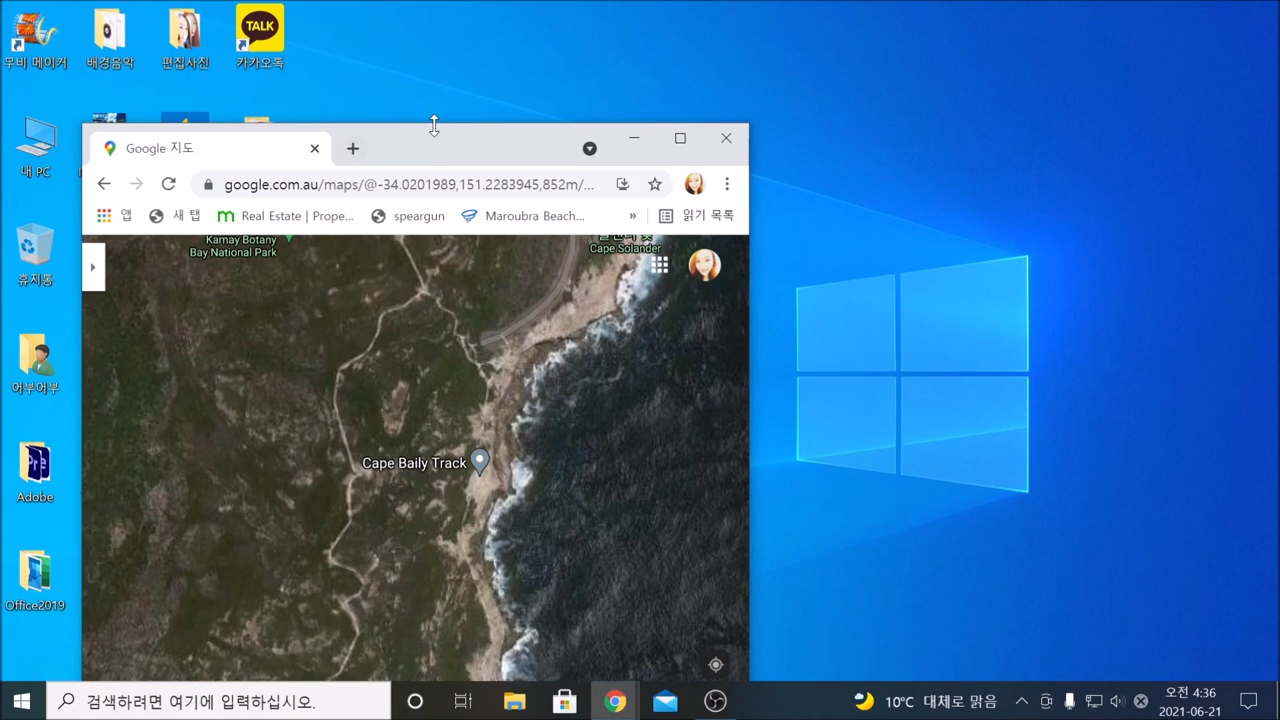 TALK
무비 메이커
배경음악
편집사진
카카오톡
내 PC
휴지통
어부어부
Adobe
Office2019
Google 지도
google.com.au/maps/@-34.0201989,151.2283945,852m/...
앱
새 탭
Real Estate | Prope...
speargun
Maroubra Beach...
»
읽기 목록
Kamay Botany
Bay National Park
Cape Solander
Cape Baily Track
검색하려면 여기에 입력하십시오.
10°C 대체로 맑음
오전 4:36
2021-06-21